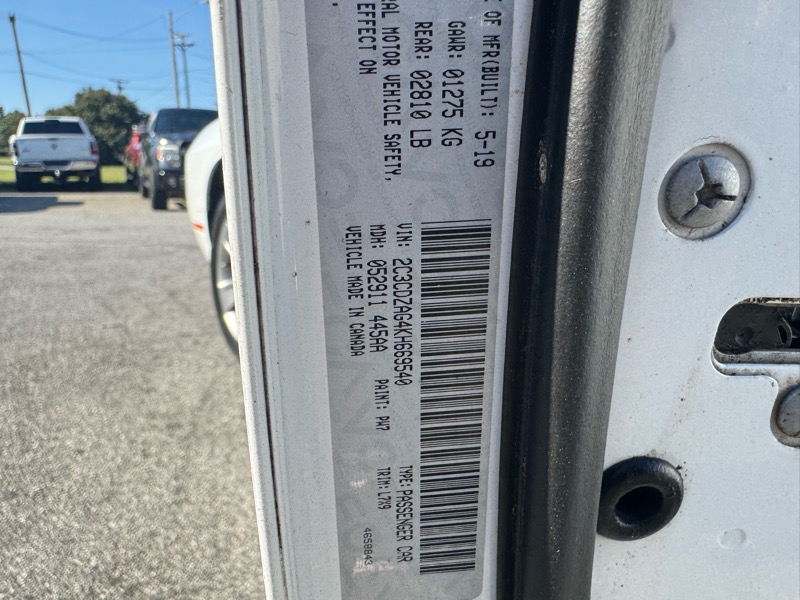 E OF MFR(BUILT): 5-19
GAWR: 01275 KG
REAR: 02810 LB
AL MOTOR VEHICLE SAFETY,
EFFECT ON
VIN: 2C3CDZAG4KH669540
TYPE: PASSENGER CAR
MDH: 052911 445AA PAINT: PW7 TRIM: L7X9
VEHICLE MADE IN CANADA
4658843